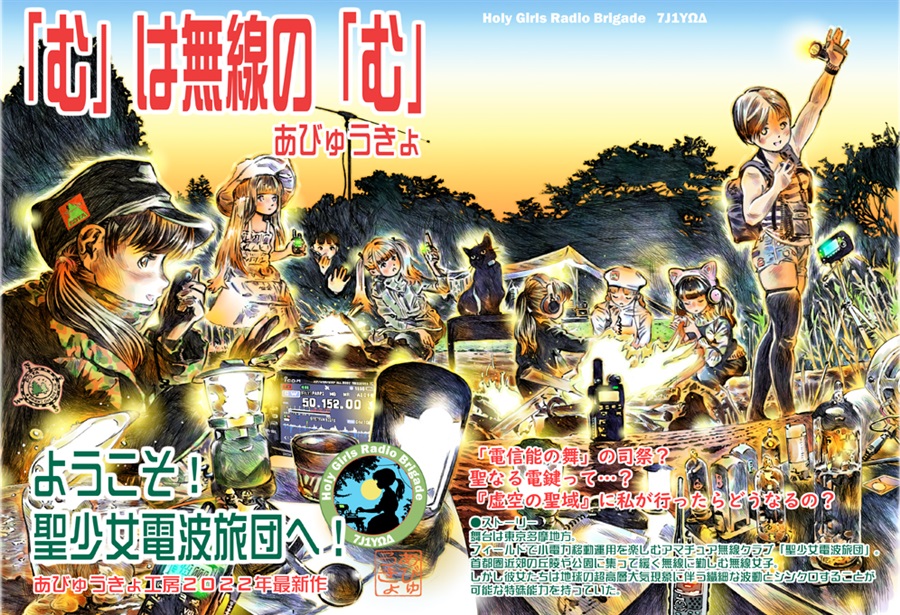 Holy Girls Radio Brigade 7J1YΩΔ
「む」は無線の「む」
あびゅうきょ
50.152.00
Holy Girls Radio Brigade
7J1YΩΔ
ようこそ！
聖少女電波旅団へ！
あびゅうきょ工房2022年最新作
「電信能の舞」の司祭？
聖なる電鍵って…？
『虚空の聖域』に私が行ったらどうなるの？
●ストーリー
舞台は東京多摩地方。
フィールドで小電力移動運用を楽しむアマチュア無線クラブ「聖少女電波旅団」。
首都圏近郊の丘陵や公園に集って緩く無線に勤しむ無線女子。
しかし彼女たちは地球の超高層大気現象に伴う繊細な波動とシンクロすることが
可能な特殊能力を持っていた。